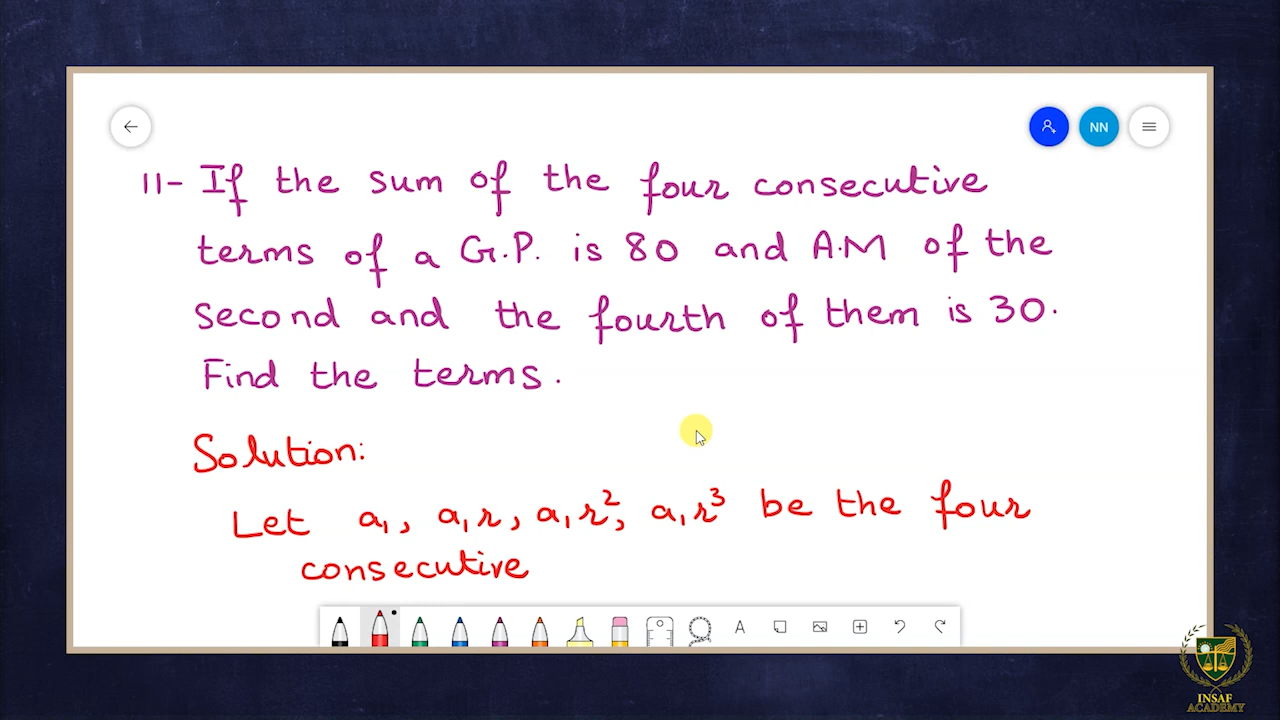 NN
11- If the sum of the four consecutive
terms of a G.P. is 80 and A.M of the
second and the fourth of them is 30.
Find the terms.
Solution:
Let a₁, a₁r, a₁r², a₁r³ be the four
consecutive
A
INSAF
ACADEMY